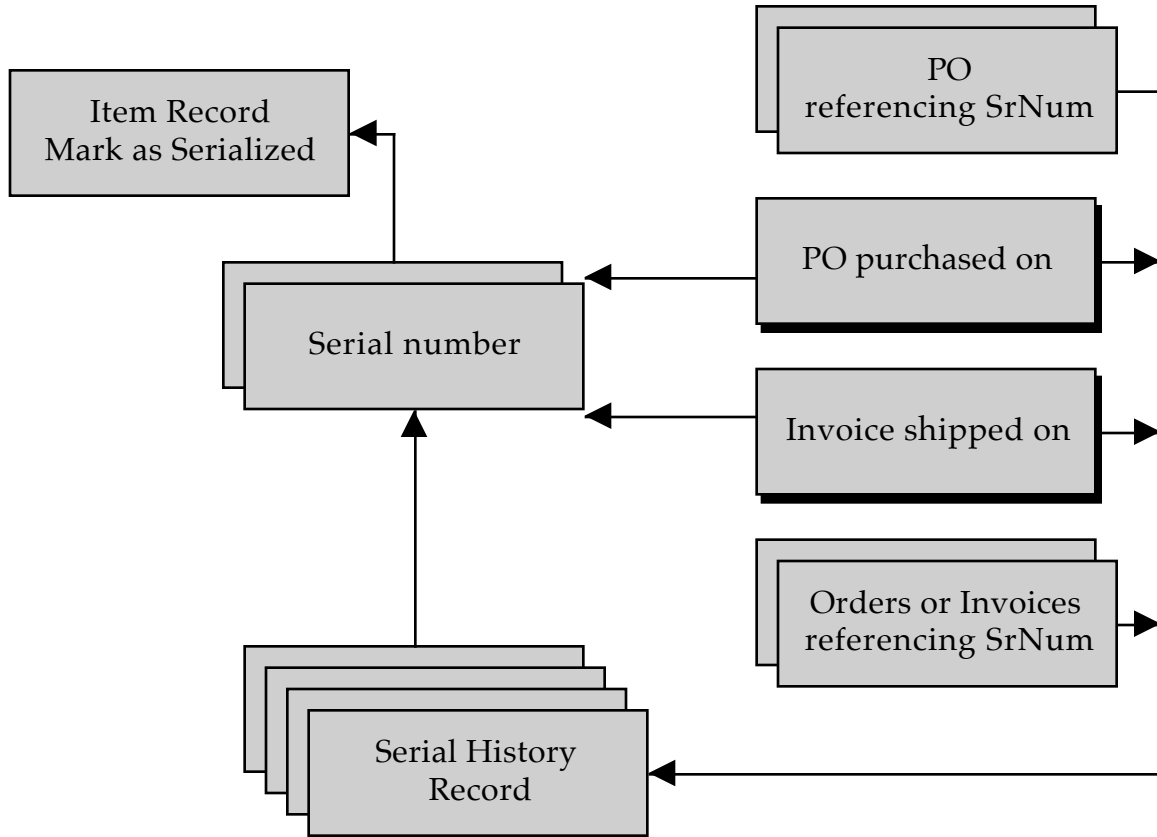 PO
referencing SrNum
Item Record
Mark as Serialized
PO purchased on
Serial number
Invoice shipped on
Orders or Invoices
referencing SrNum
Serial History
Record